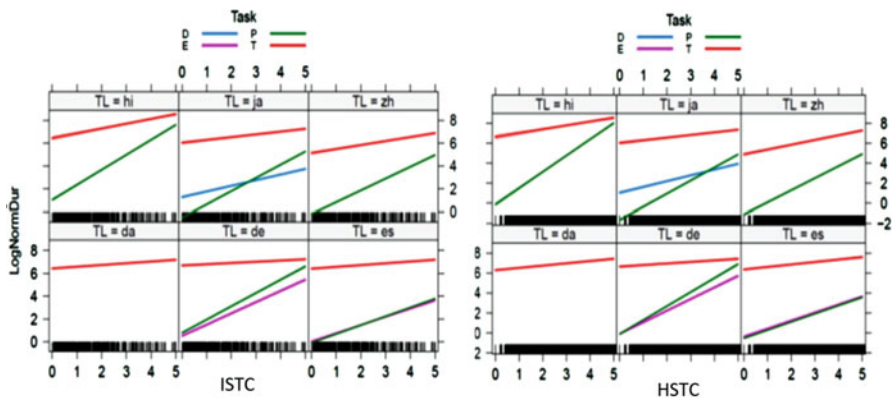 Task
D P
E T
0 1 2 3 4 5
TL = hi TL = ja TL = zh
8
6
4
2
0
TL = da TL = de TL = es
8
6
4
2
0
LogNormDur
0 1 2 3 4 5 0 1 2 3 4 5
ISTC
Task
D P
E T
0 1 2 3 4 5
TL = hi TL = ja TL = zh
8
6
4
2
0
−2
TL = da TL = de TL = es
8
6
4
2
0
2
0 1 2 3 4 5 0 1 2 3 4 5
HSTC